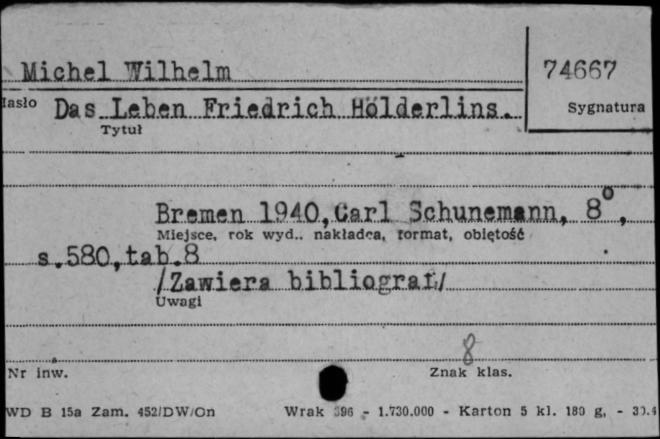 Michel Wilhelm
74667
Hasło
Das Leben Friedrich Hölderlins.
Sygnatura
Tytuł
Bremen 1940, Carl Schunemann, 8°,
Miejsce, rok wyd., nakładca, format, objętość
s.580, tab.8
/Zawiera bibliograf./
Uwagi
8
Nr inw.
Znak klas.
WD B 15a Zam. 452/DW/On Wrak 396 - 1.730.000 - Karton 5 kl. 180 g, - 30.4